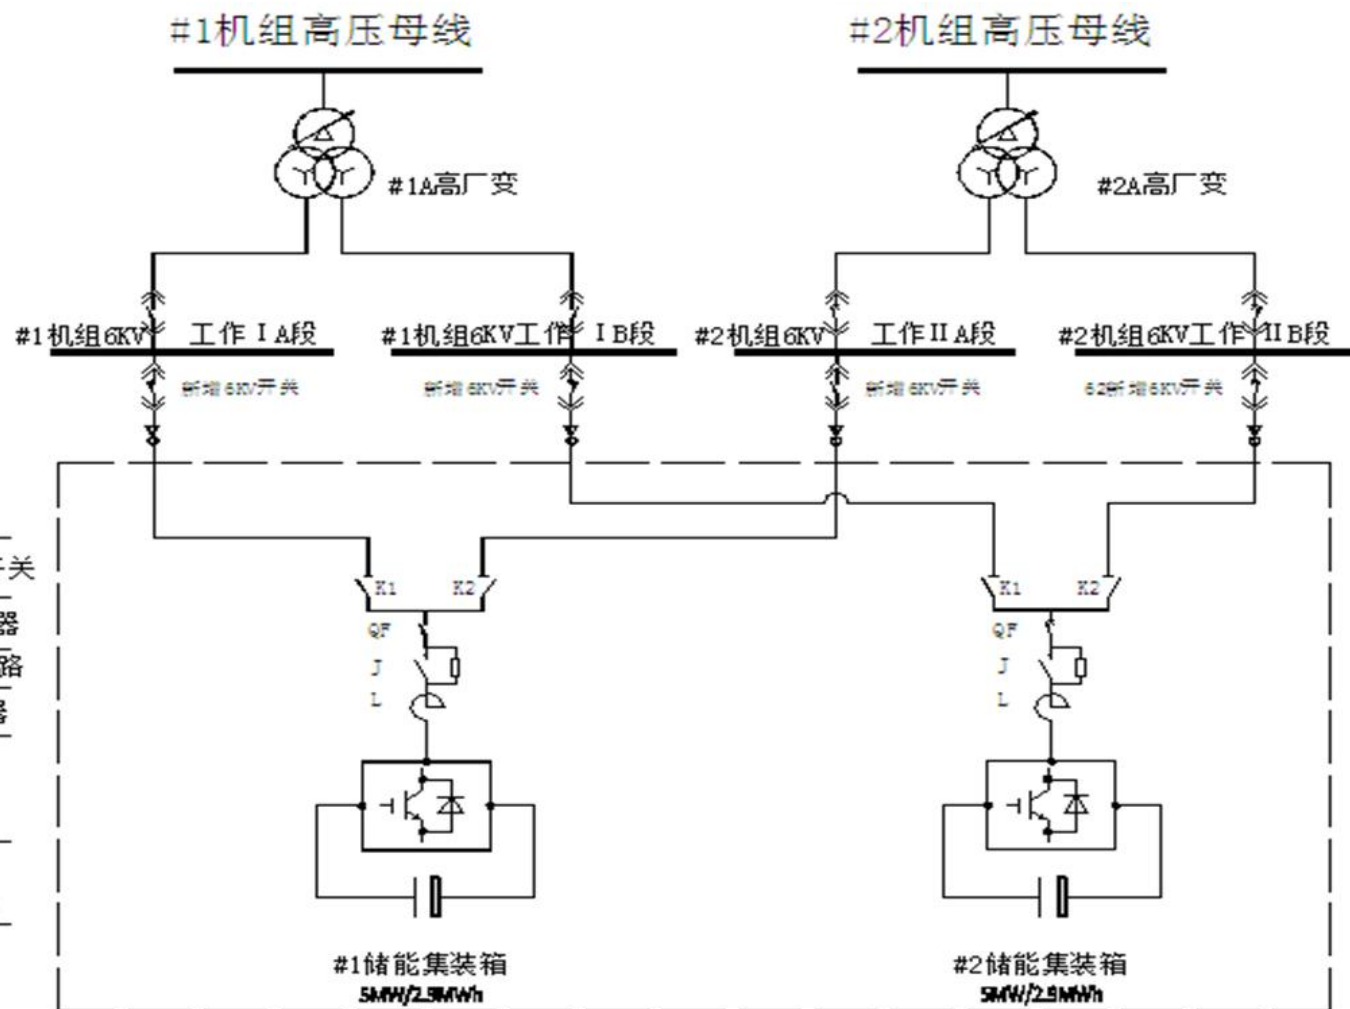 #1机组高压母线
#2机组高压母线
#1A高厂变
#2A高厂变
#1机组6KV 工作ⅠA段
#1机组6KV工作 ⅠB段
#2机组6KV 工作ⅡA段
#2机组6KV工作 ⅡB段
新增6KV开关
新增6KV开关
新增6KV开关
62新增6KV开关
关
器
路
K1
K2
K1
K2
QF
QF
J
J
L
L
#1储能集装箱
5MW/2.9MWh
#2储能集装箱
5MW/2.9MWh